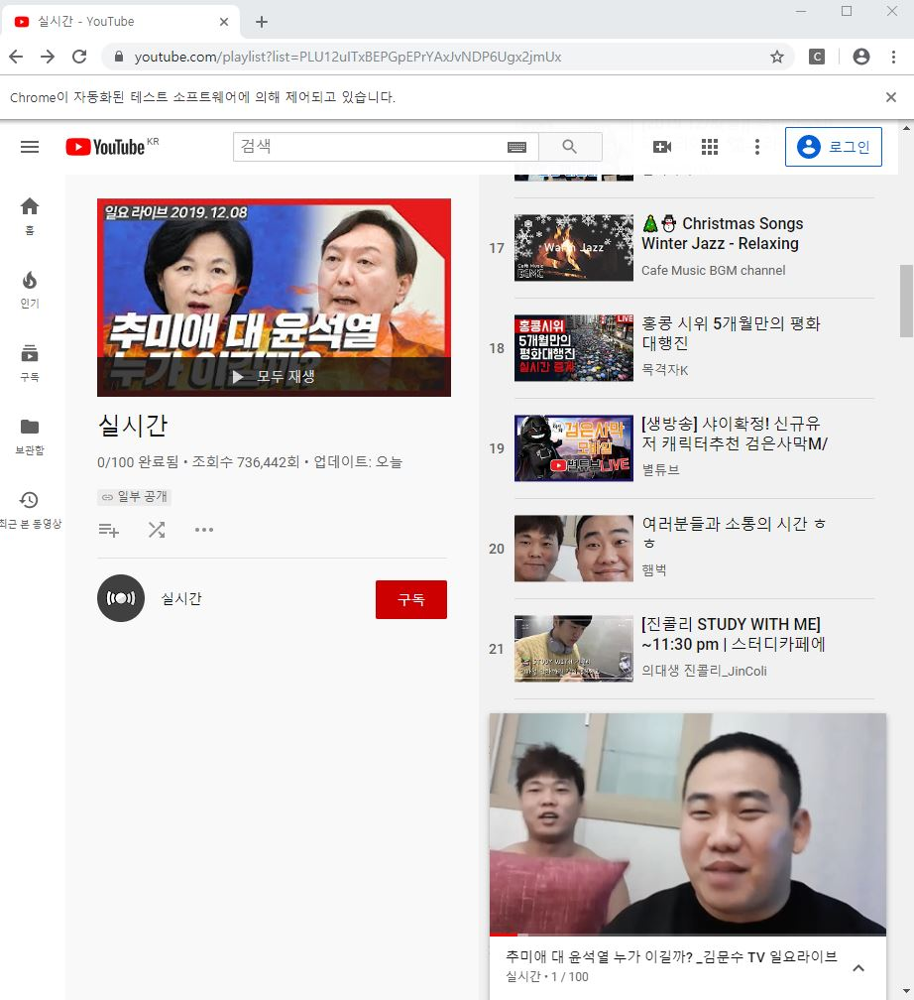 실시간 - YouTube
youtube.com/playlist?list=PLU12uITxBEPGpEPrYAxJvNDP6Ugx2jmUx
C
Chrome이 자동화된 테스트 소프트웨어에 의해 제어되고 있습니다.
YouTube KR
검색
로그인
홈
인기
구독
보관함
최근 본 동영상
일요 라이브 2019.12.08
추미애 대 윤석열
누가 이길까?
모두 재생
실시간
0/100 완료됨 • 조회수 736,442회 • 업데이트: 오늘
일부 공개
실시간
구독
17
Warm Jazz
Cafe Music
BGMC
🎄⛄ Christmas Songs
Winter Jazz - Relaxing
Cafe Music BGM channel
18
홍콩시위
LIVE
5개월만의
평화대행진
실시간 중계
홍콩 시위 5개월만의 평화
대행진
목격자K
19
검은사막
모바일
별튜브LIVE
[생방송] 샤이확정! 신규유
저 캐릭터추천 검은사막M/
별튜브
20
여러분들과 소통의 시간 ㅎ
ㅎ
햄벅
21
STUDY WITH
[진콜리 STUDY WITH ME]
~11:30 pm | 스터디카페에
의대생 진콜리_JinColi
추미애 대 윤석열 누가 이길까? _김문수 TV 일요라이브
실시간 • 1 / 100